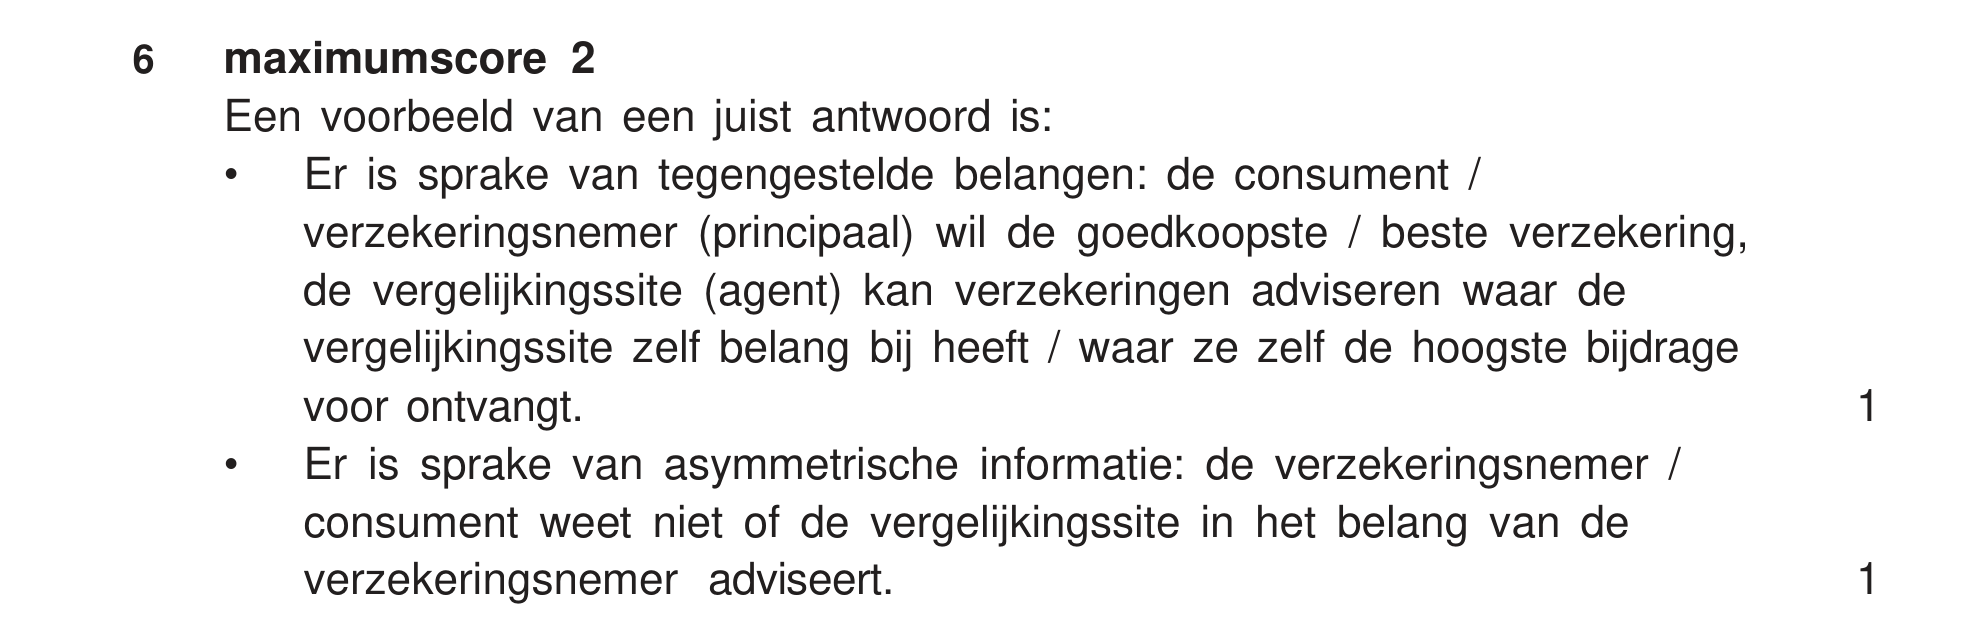 6 maximumscore 2
Een voorbeeld van een juist antwoord is:
• Er is sprake van tegengestelde belangen: de consument /
verzekeringsnemer (principaal) wil de goedkoopste / beste verzekering,
de vergelijkingssite (agent) kan verzekeringen adviseren waar de
vergelijkingssite zelf belang bij heeft / waar ze zelf de hoogste bijdrage
voor ontvangt. 1
• Er is sprake van asymmetrische informatie: de verzekeringsnemer /
consument weet niet of de vergelijkingssite in het belang van de
verzekeringsnemer adviseert. 1